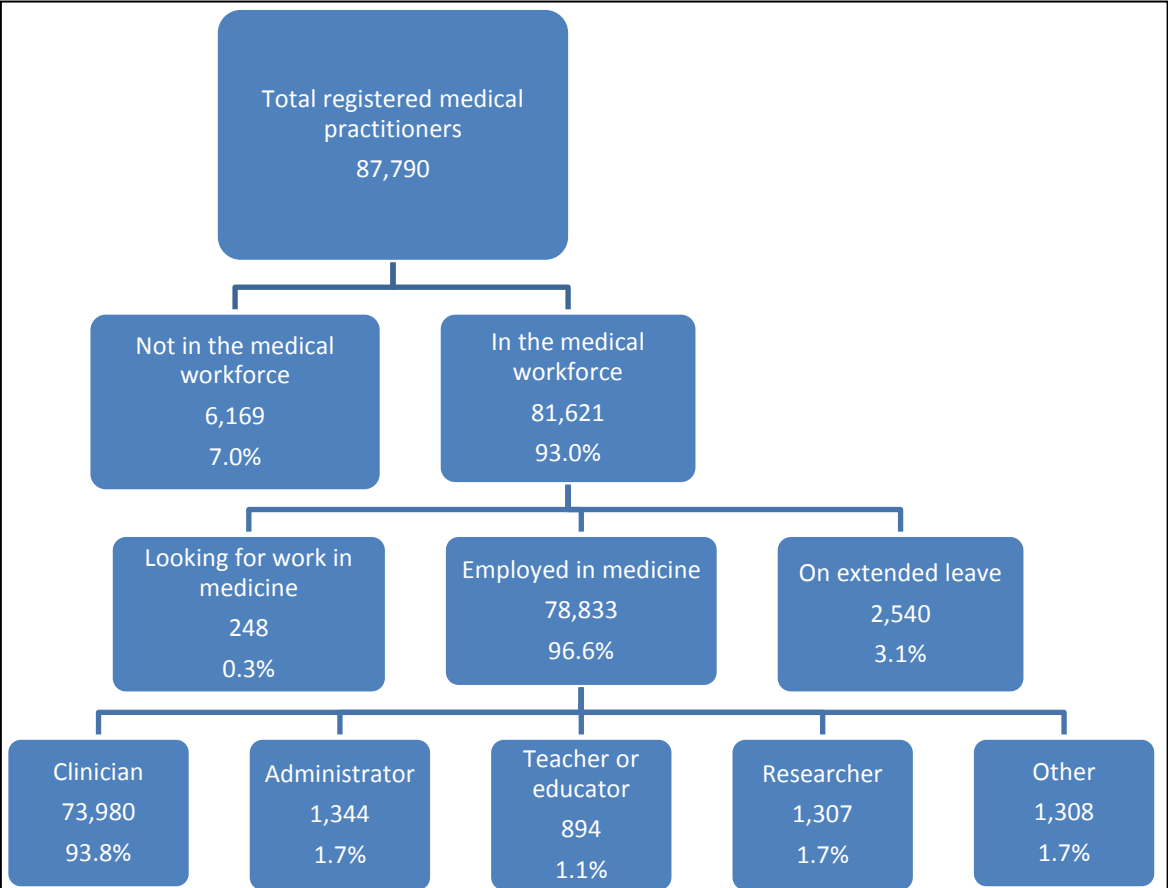 Total registered medical
practitioners
87,790
Not in the medical
workforce
6,169
7.0%
In the medical
workforce
81,621
93.0%
Looking for work in
medicine
248
0.3%
Employed in medicine
78,833
96.6%
On extended leave
2,540
3.1%
Clinician
73,980
93.8%
Administrator
1,344
1.7%
Teacher or
educator
894
1.1%
Researcher
1,307
1.7%
Other
1,308
1.7%